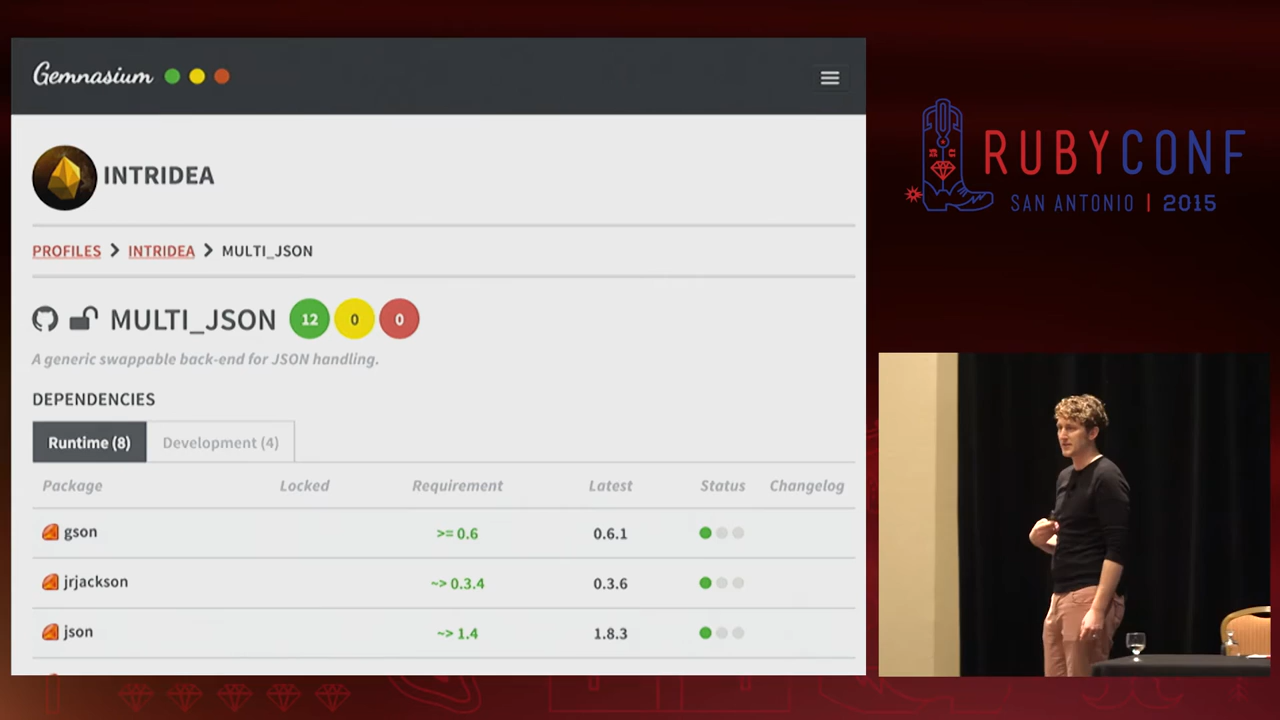 Gemnasium
INTRIDEA
PROFILES > INTRIDEA > MULTI_JSON
MULTI_JSON 12 0 0
A generic swappable back-end for JSON handling.
DEPENDENCIES
Runtime (8) Development (4)
Package Locked Requirement Latest Status Changelog
gson >= 0.6 0.6.1
jrjackson ~> 0.3.4 0.3.6
json ~> 1.4 1.8.3
RUBYCONF
SAN ANTONIO | 2015